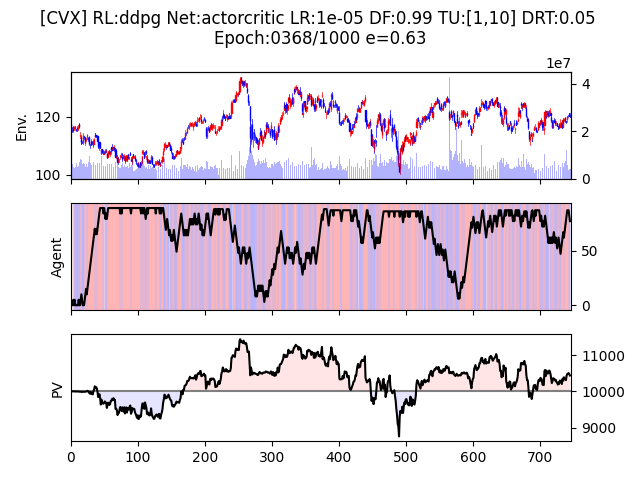 [CVX] RL:ddpg Net:actorcritic LR:1e-05 DF:0.99 TU:[1,10] DRT:0.05
Epoch:0368/1000 e=0.63
1e7
Env.
120
100
4
2
0
Agent
50
0
PV
11000
10000
9000
0 100 200 300 400 500 600 700